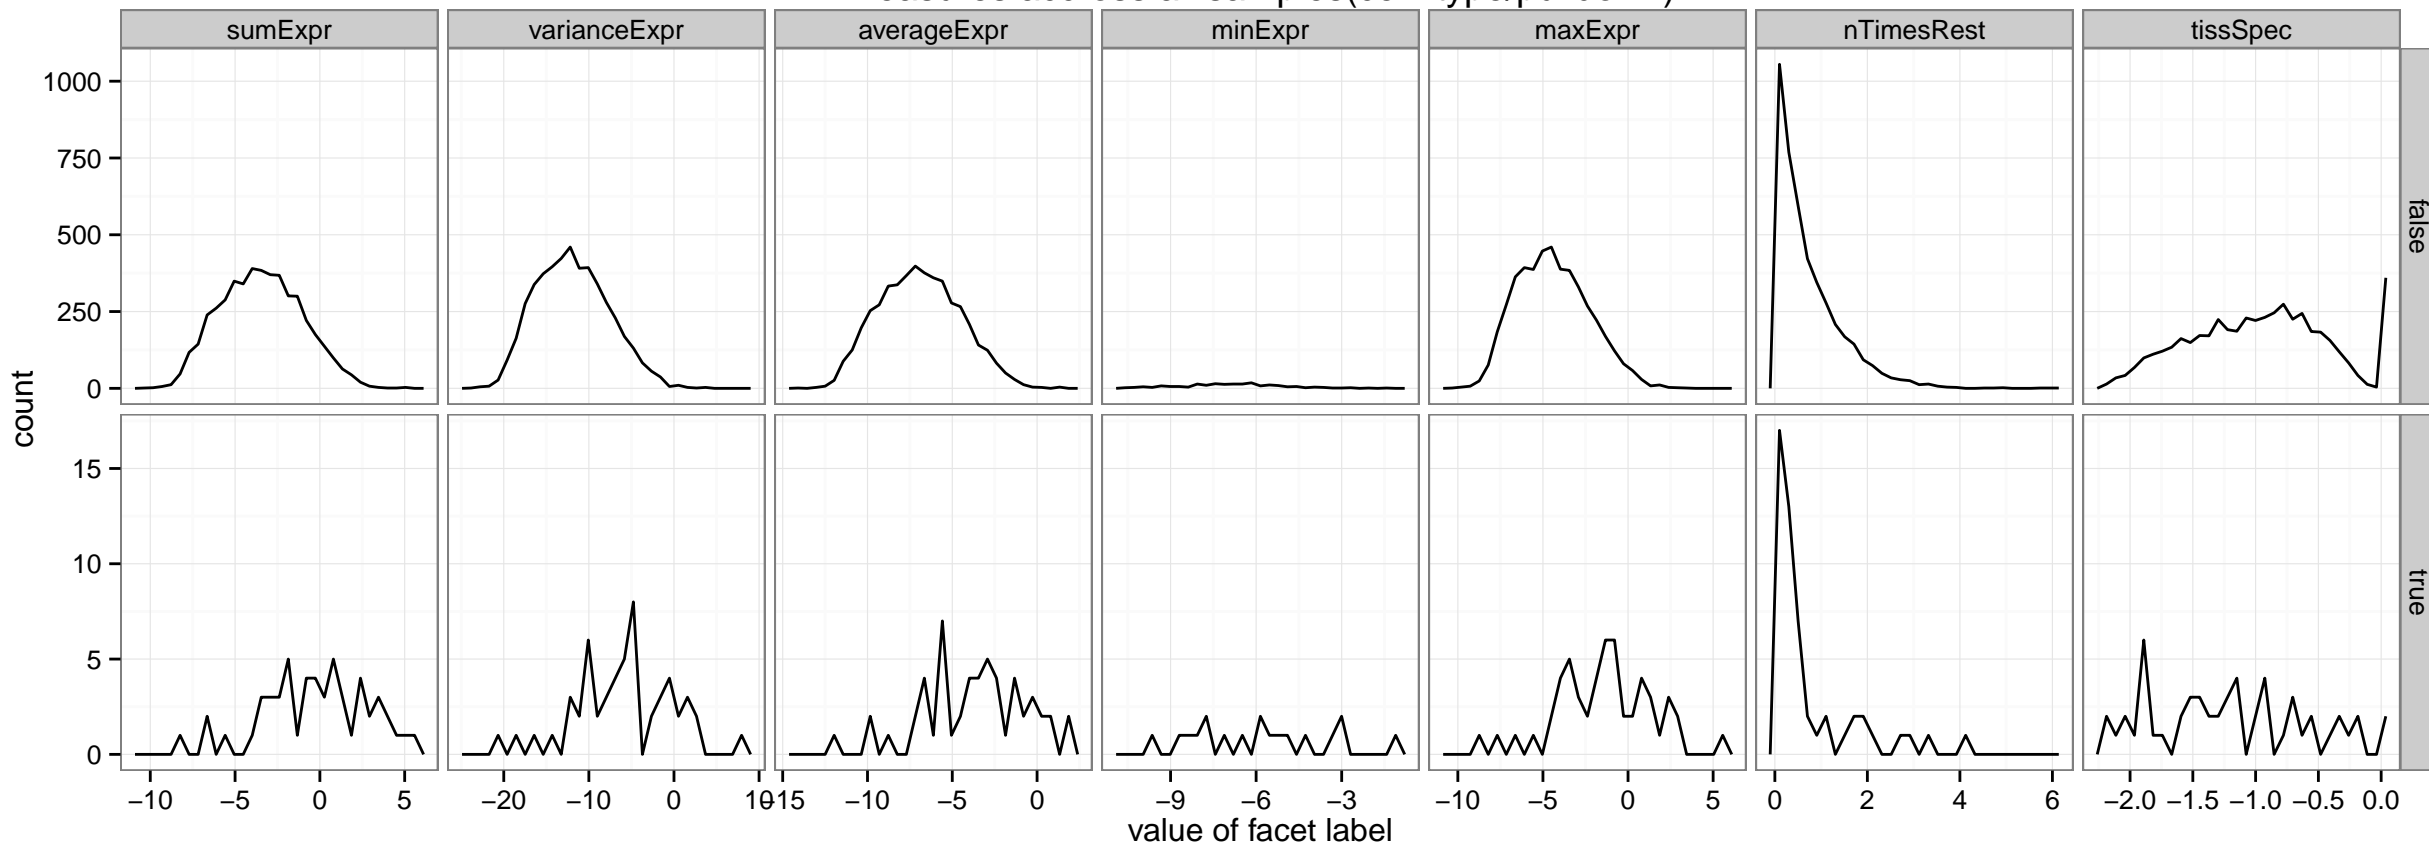 sumExpr varianceExpr averageExpr minExpr maxExpr nTimesRest tissSpec
1000
750
500
250
0
false
15
10
5
0
true
count
−10 −5 0 5 −20 −10 0 10 −15 −10 −5 0 −9 −6 −3 −10 −5 0 5 0 2 4 6 −2.0 −1.5 −1.0 −0.5 0.0
value of facet label